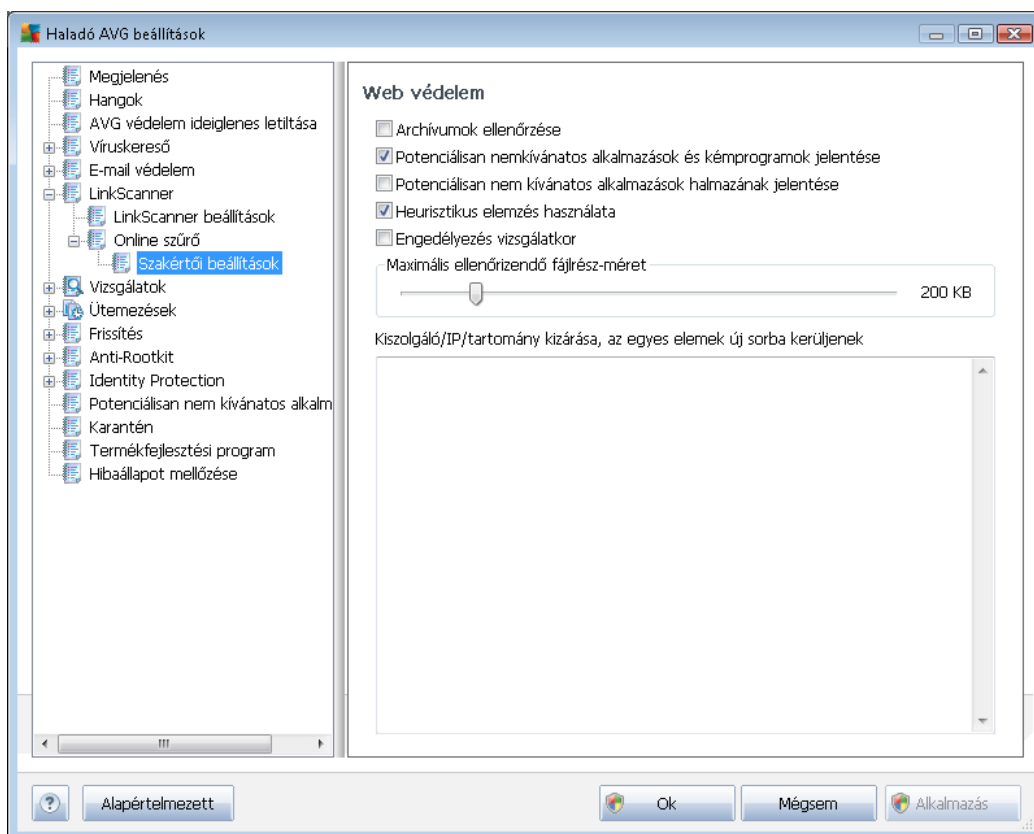 Haladó AVG beállítások
Megjelenés
Hangok
AVG védelem ideiglenes letiltása
Víruskereső
E-mail védelem
LinkScanner
LinkScanner beállítások
Online szűrő
Szakértői beállítások
Vizsgálatok
Ütemezések
Frissítés
Anti-Rootkit
Identity Protection
Potenciálisan nem kívánatos alkalm
Karantén
Termékfejlesztési program
Hibaállapot mellőzése
Web védelem
Archívumok ellenőrzése
Potenciálisan nemkívánatos alkalmazások és kémprogramok jelentése
Potenciálisan nem kívánatos alkalmazások halmazának jelentése
Heurisztikus elemzés használata
Engedélyezés vizsgálatkor
Maximális ellenőrizendő fájlrész-méret
200 KB
Kiszolgáló/IP/tartomány kizárása, az egyes elemek új sorba kerüljenek
? Alapértelmezett Ok Mégsem Alkalmazás